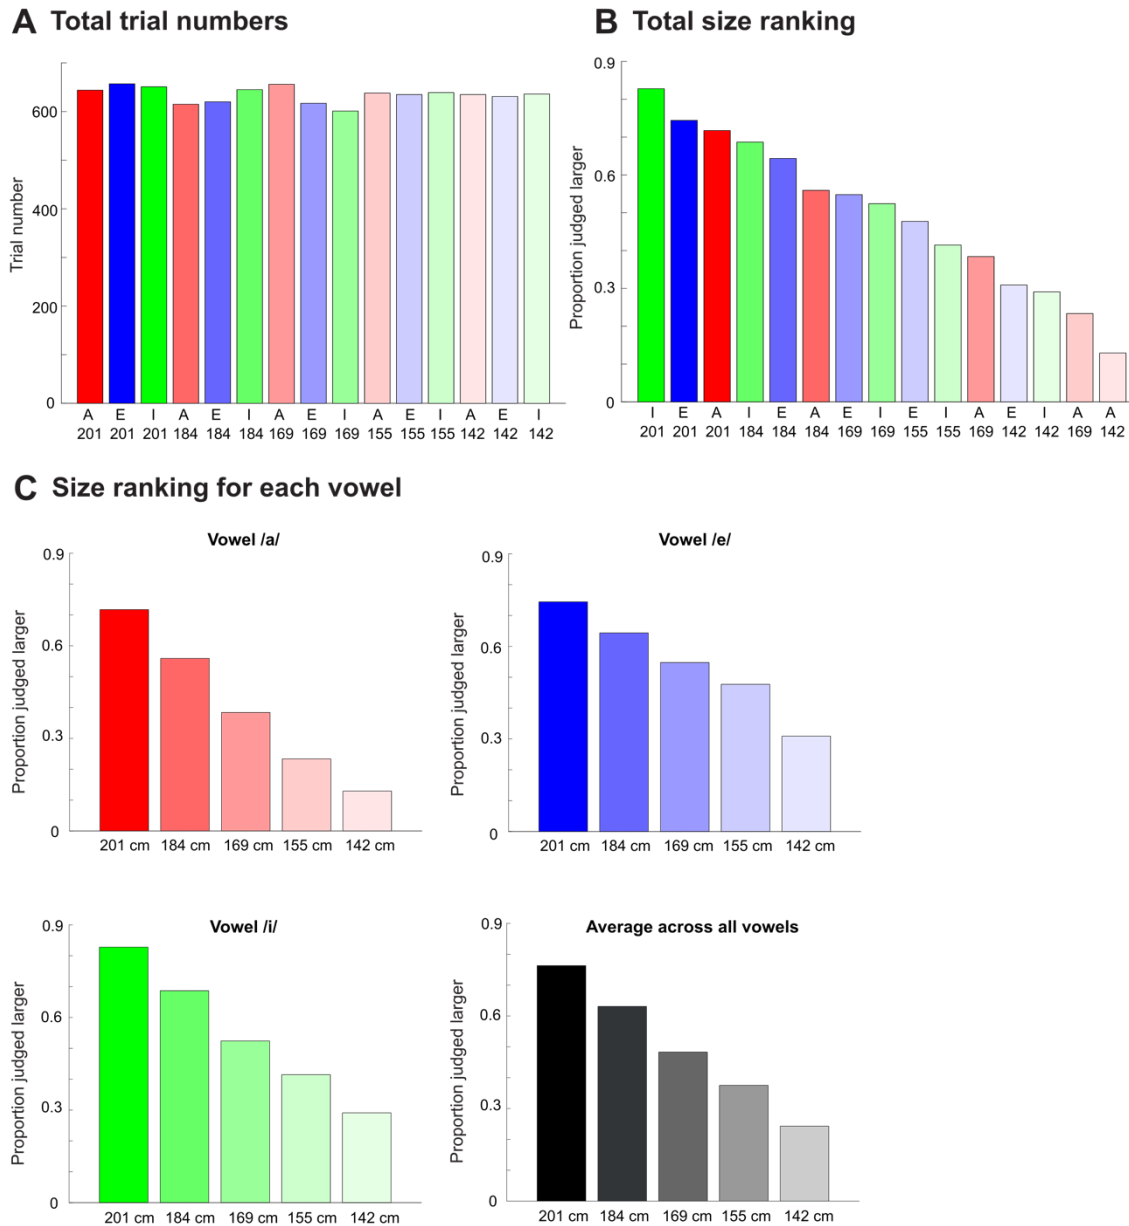 A Total trial numbers
Trial number
600
400
200
0
A E I A E I A E I A E I A E I
201 201 201 184 184 184 169 169 169 155 155 155 142 142 142
B Total size ranking
Proportion judged larger
0.9
0.6
0.3
0
I E A I E A E I E I A E I A A
201 201 201 184 184 184 169 169 155 155 169 142 142 169 142
C Size ranking for each vowel
Vowel /a/
Proportion judged larger
0.9
0.6
0.3
0
201 cm 184 cm 169 cm 155 cm 142 cm
Vowel /e/
Proportion judged larger
0.9
0.6
0.3
0
201 cm 184 cm 169 cm 155 cm 142 cm
Vowel /i/
Proportion judged larger
0.9
0.6
0.3
0
201 cm 184 cm 169 cm 155 cm 142 cm
Average across all vowels
Proportion judged larger
0.9
0.6
0.3
0
201 cm 184 cm 169 cm 155 cm 142 cm